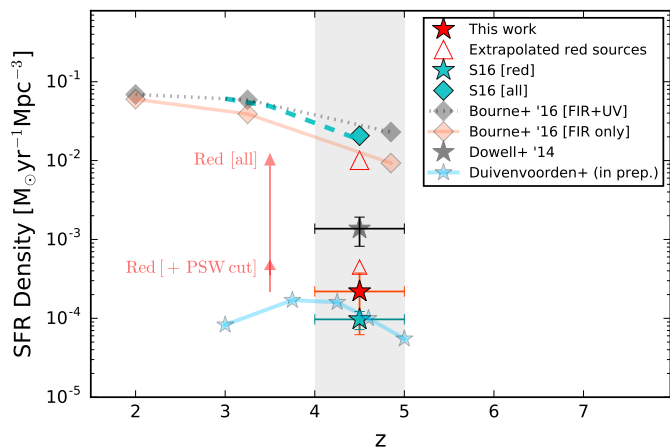 This work
Extrapolated red sources
S16 [red]
S16 [all]
Bourne+ '16 [FIR+UV]
Bourne+ '16 [FIR only]
Dowell+ '14
Duivenvoorden+ (in prep.)
10⁻¹
10⁻²
10⁻³
10⁻⁴
10⁻⁵
SFR Density [M⊙yr⁻¹Mpc⁻³]
Red [all]
Red [+ PSW cut]
2 3 4 5 6 7
z